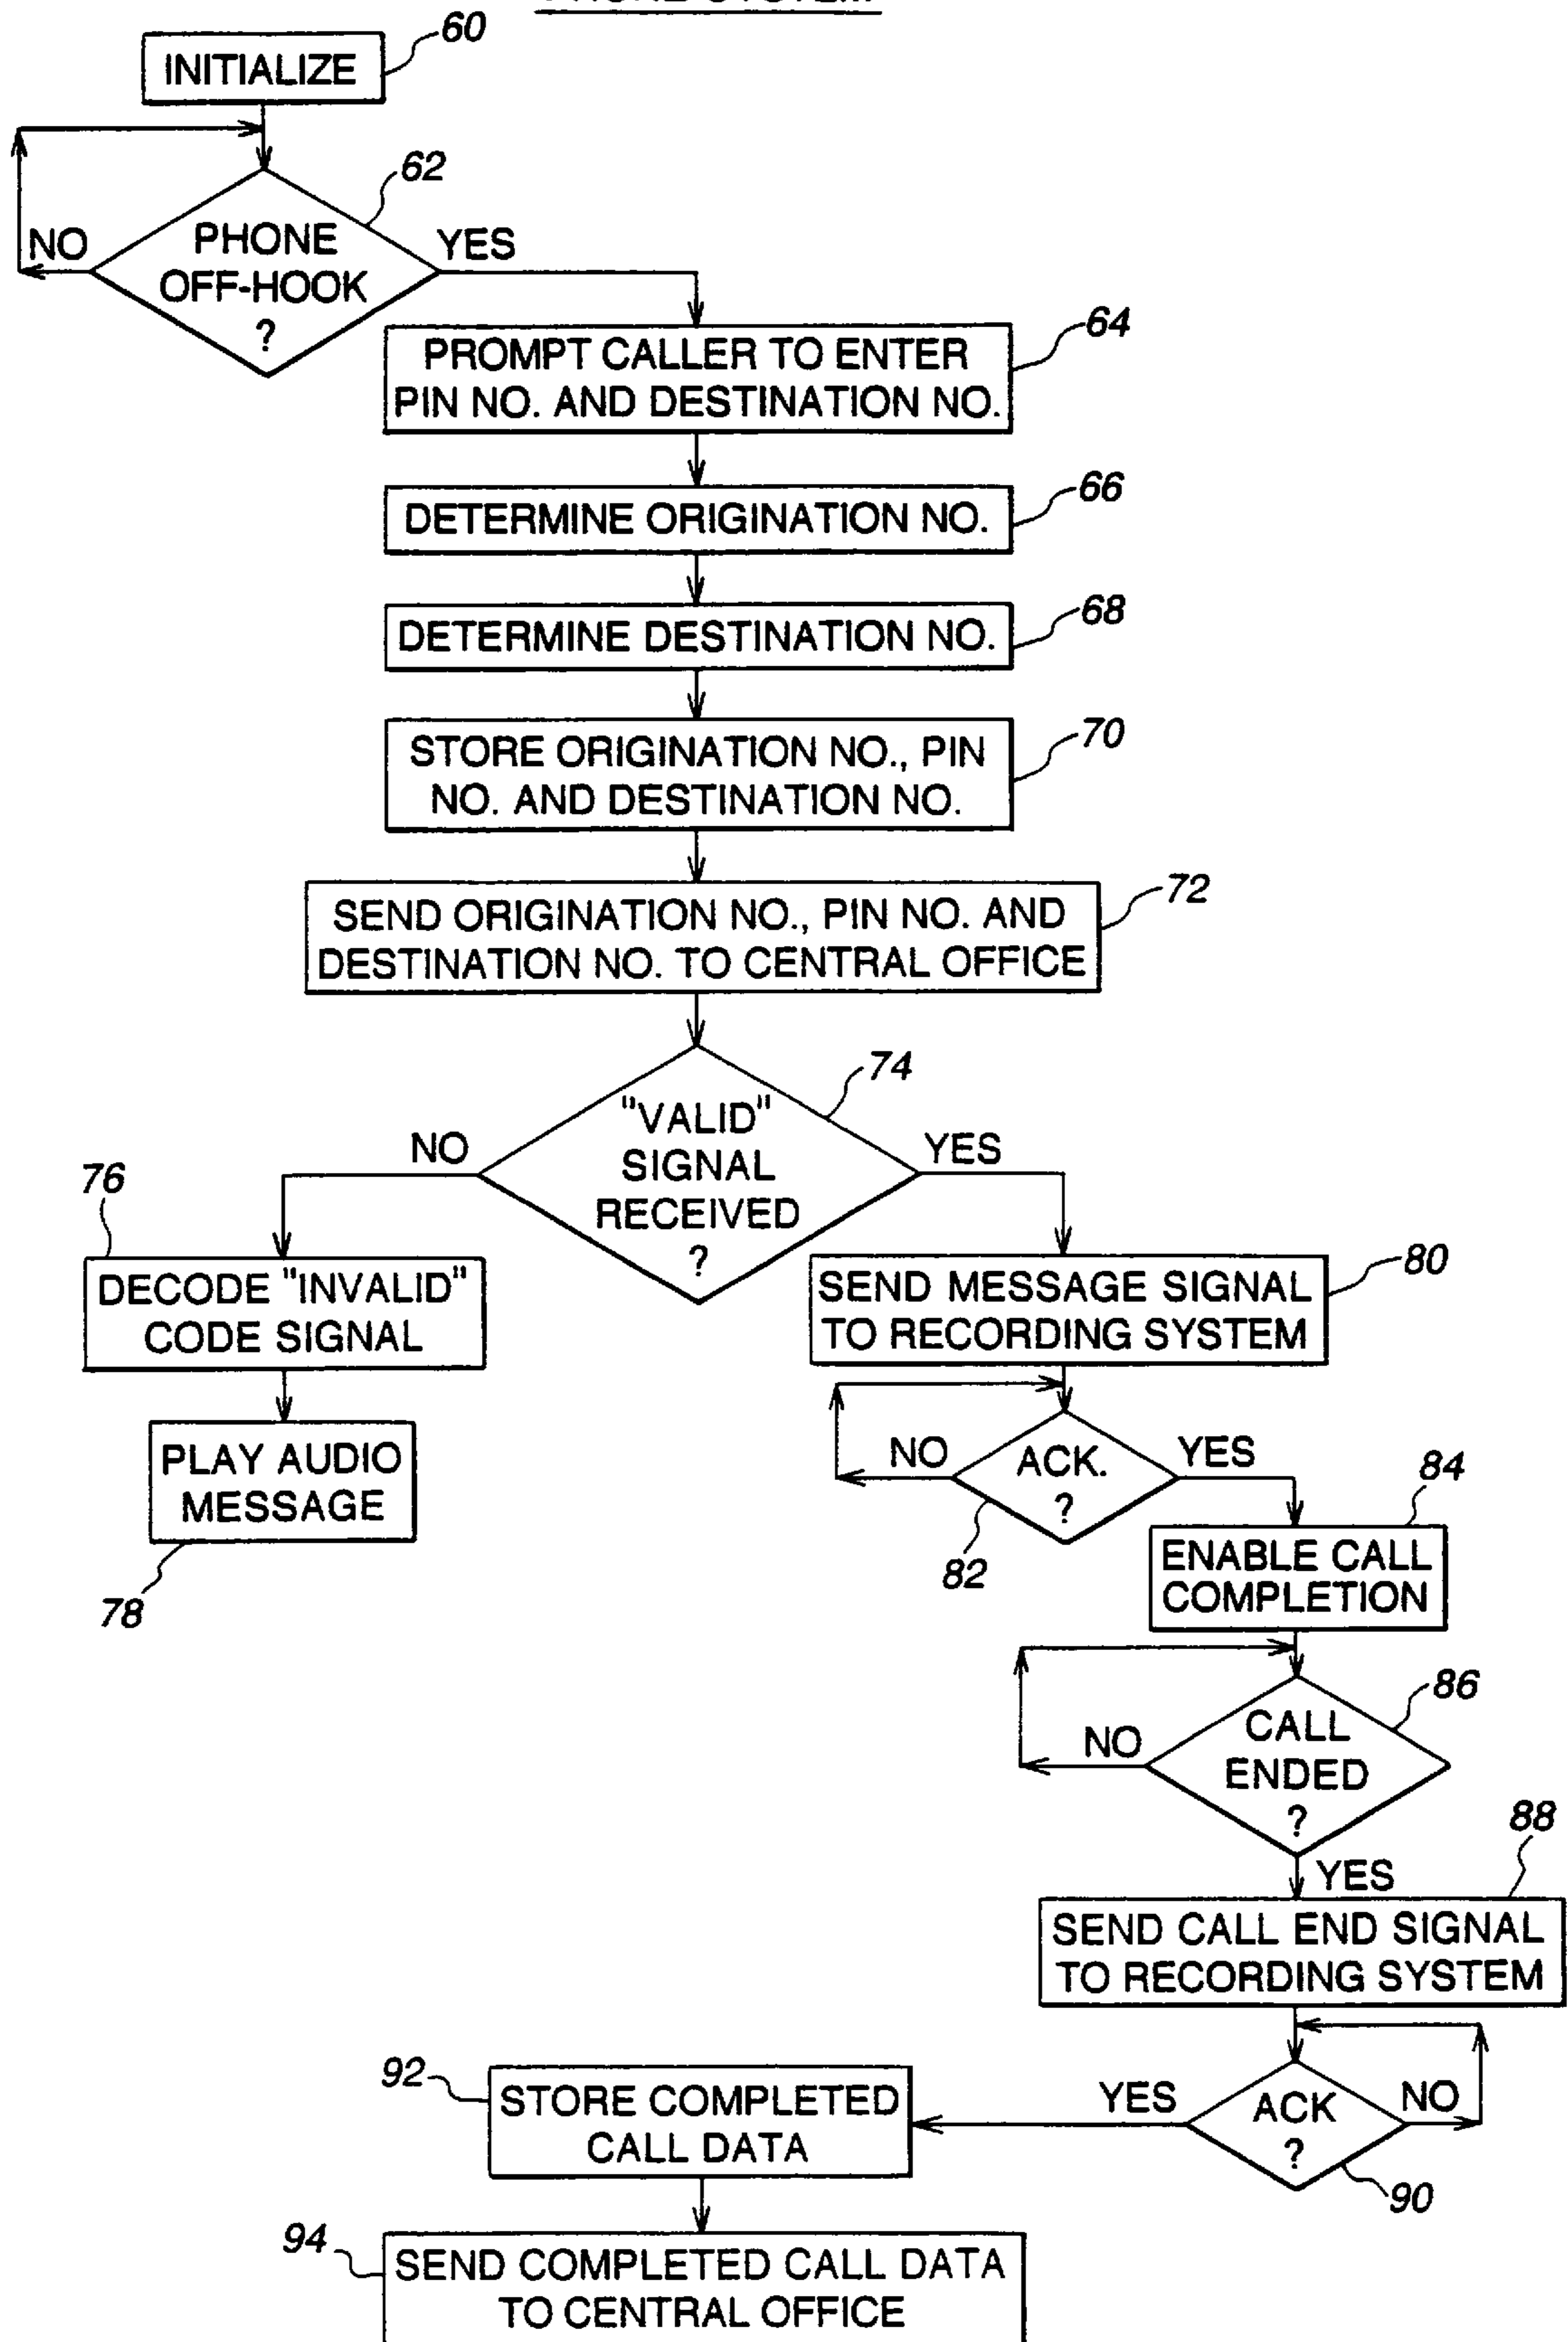 60
INITIALIZE
62
NO
PHONE
OFF-HOOK
?
YES
64
PROMPT CALLER TO ENTER
PIN NO. AND DESTINATION NO.
66
DETERMINE ORIGINATION NO.
68
DETERMINE DESTINATION NO.
70
STORE ORIGINATION NO., PIN
NO. AND DESTINATION NO.
72
SEND ORIGINATION NO., PIN NO. AND
DESTINATION NO. TO CENTRAL OFFICE
74
NO
"VALID"
SIGNAL
RECEIVED
?
YES
76
DECODE "INVALID"
CODE SIGNAL
PLAY AUDIO
MESSAGE
78
80
SEND MESSAGE SIGNAL
TO RECORDING SYSTEM
NO
ACK.
?
YES
82
84
ENABLE CALL
COMPLETION
86
NO
CALL
ENDED
?
YES
88
SEND CALL END SIGNAL
TO RECORDING SYSTEM
YES
ACK
?
NO
90
92
STORE COMPLETED
CALL DATA
94
SEND COMPLETED CALL DATA
TO CENTRAL OFFICE